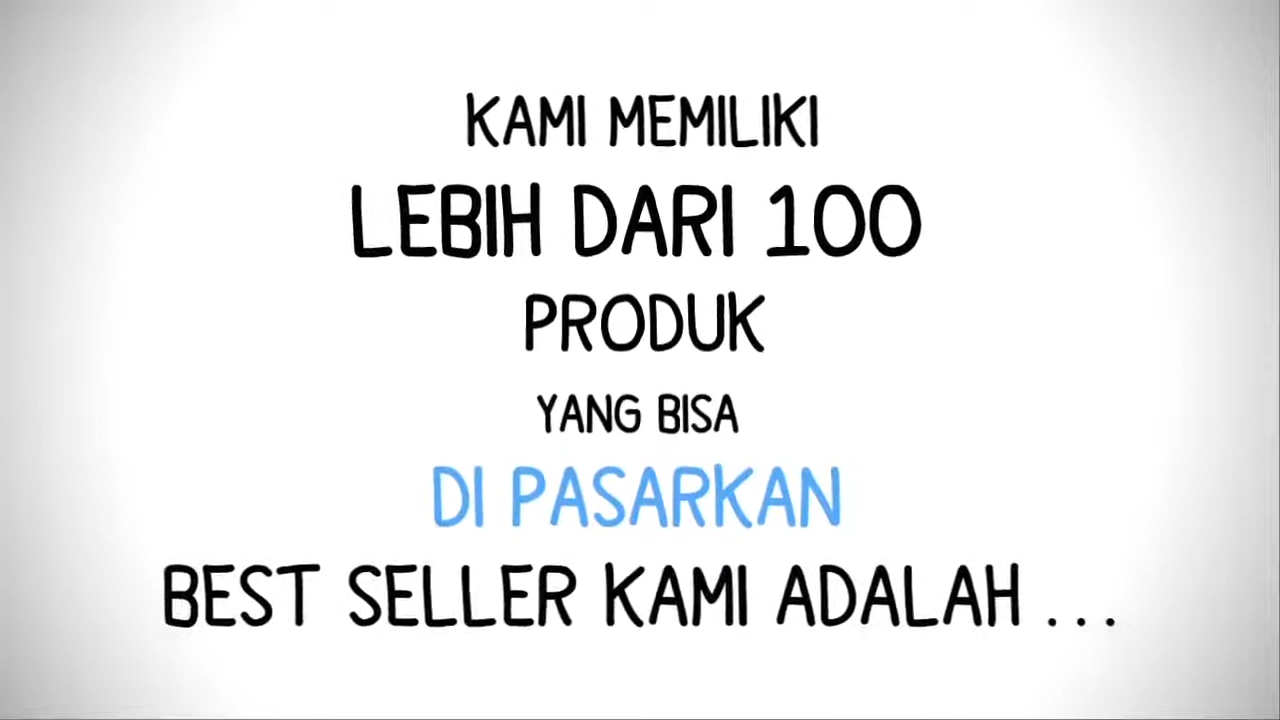 KAMI MEMILIKI
LEBIH DARI 100
PRODUK
YANG BISA
DI PASARKAN
BEST SELLER KAMI ADALAH ...